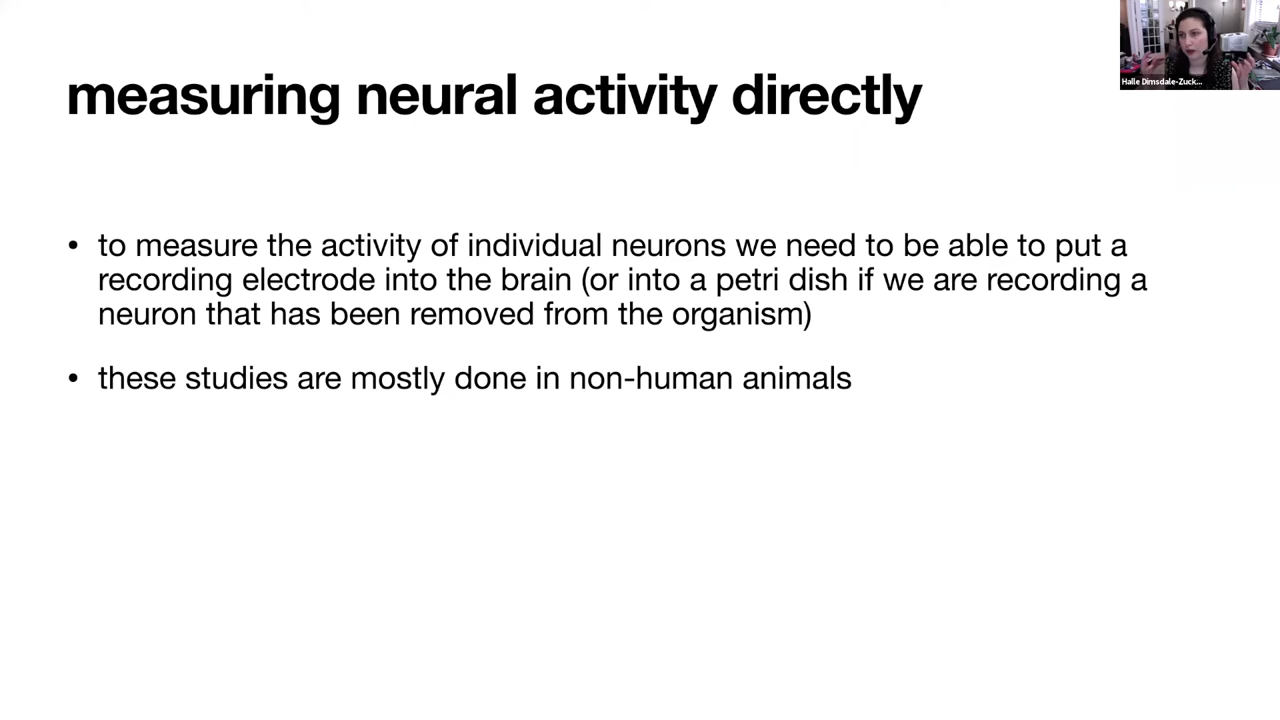 Halle Dimsdale-Zuck...
measuring neural activity directly
• to measure the activity of individual neurons we need to be able to put a
recording electrode into the brain (or into a petri dish if we are recording a
neuron that has been removed from the organism)
• these studies are mostly done in non-human animals